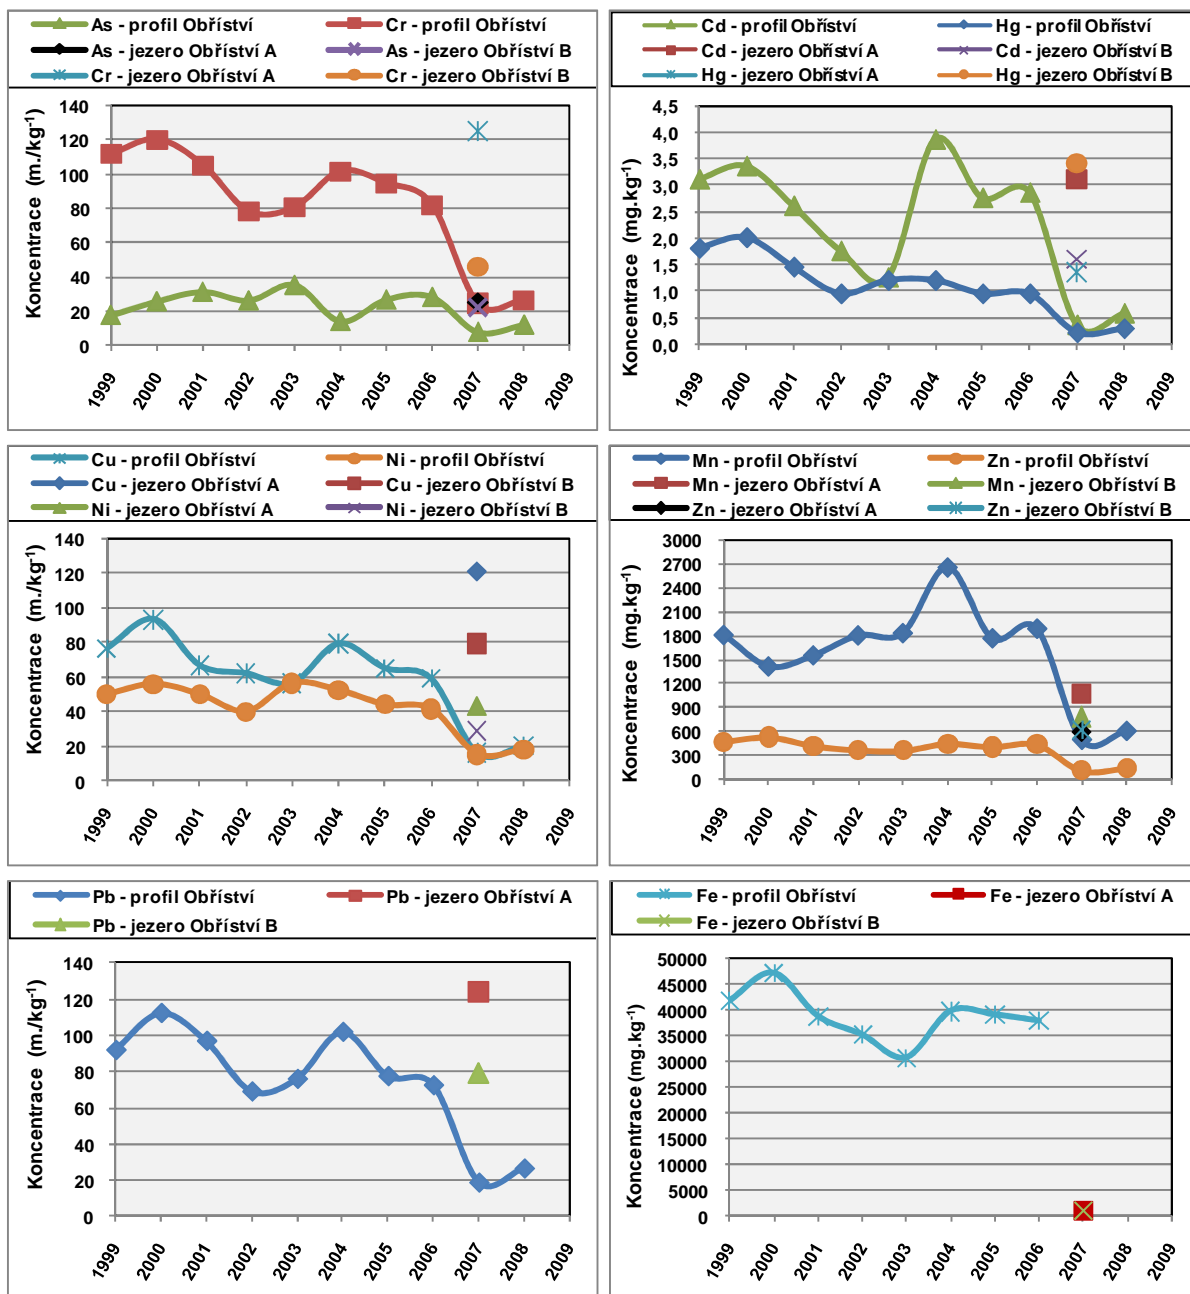 As - profil Obříství Cr - profil Obříství
As - jezero Obříství A As - jezero Obříství B
Cr - jezero Obříství A Cr - jezero Obříství B
Koncentrace (m./kg⁻¹)
140
120
100
80
60
40
20
0
1999 2000 2001 2002 2003 2004 2005 2006 2007 2008 2009
Cd - profil Obříství Hg - profil Obříství
Cd - jezero Obříství A Cd - jezero Obříství B
Hg - jezero Obříství A Hg - jezero Obříství B
Koncentrace (mg.kg⁻¹)
4,5
4,0
3,5
3,0
2,5
2,0
1,5
1,0
0,5
0,0
1999 2000 2001 2002 2003 2004 2005 2006 2007 2008 2009
Cu - profil Obříství Ni - profil Obříství
Cu - jezero Obříství A Cu - jezero Obříství B
Ni - jezero Obříství A Ni - jezero Obříství B
Koncentrace (m./kg⁻¹)
140
120
100
80
60
40
20
0
1999 2000 2001 2002 2003 2004 2005 2006 2007 2008 2009
Mn - profil Obříství Zn - profil Obříství
Mn - jezero Obříství A Mn - jezero Obříství B
Zn - jezero Obříství A Zn - jezero Obříství B
Koncentrace (mg.kg⁻¹)
3000
2700
2400
2100
1800
1500
1200
900
600
300
0
1999 2000 2001 2002 2003 2004 2005 2006 2007 2008 2009
Pb - profil Obříství Pb - jezero Obříství A
Pb - jezero Obříství B
Koncentrace (m./kg⁻¹)
140
120
100
80
60
40
20
0
1999 2000 2001 2002 2003 2004 2005 2006 2007 2008 2009
Fe - profil Obříství Fe - jezero Obříství A
Fe - jezero Obříství B
Koncentrace (mg.kg⁻¹)
50000
45000
40000
35000
30000
25000
20000
15000
10000
5000
0
1999 2000 2001 2002 2003 2004 2005 2006 2007 2008 2009